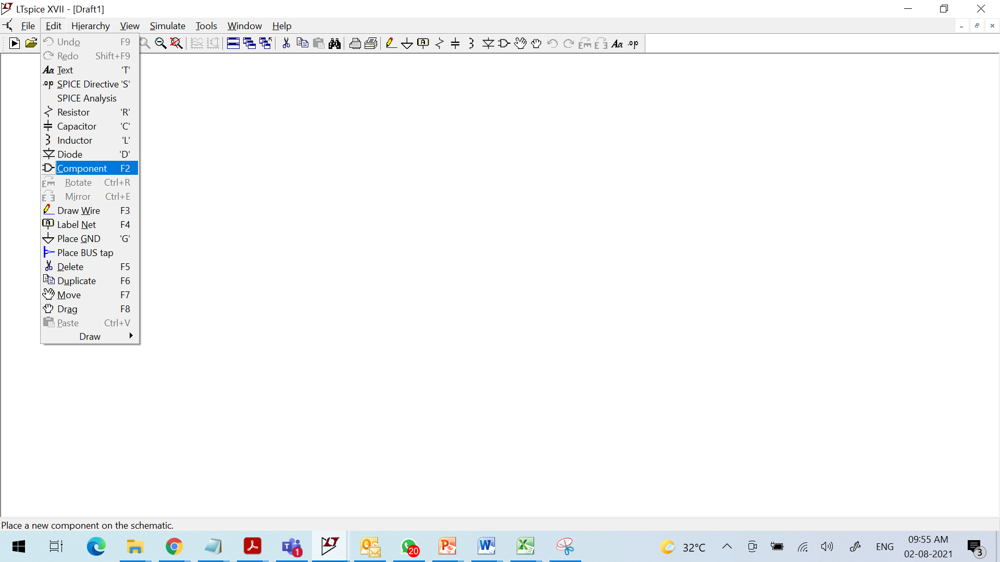 LTspice XVII - [Draft1]
File Edit Hierarchy View Simulate Tools Window Help
Undo F9
Redo Shift+F9
Aa Text 'T'
.op SPICE Directive 'S'
SPICE Analysis
Resistor 'R'
Capacitor 'C'
Inductor 'L'
Diode 'D'
Component F2
Rotate Ctrl+R
Mirror Ctrl+E
Draw Wire F3
A Label Net F4
Place GND 'G'
Place BUS tap
Delete F5
Duplicate F6
Move F7
Drag F8
Paste Ctrl+V
Draw
A Aa .op
Place a new component on the schematic.
1 LT 20 P W X 32°C ENG 09:55 AM
02-08-2021 3